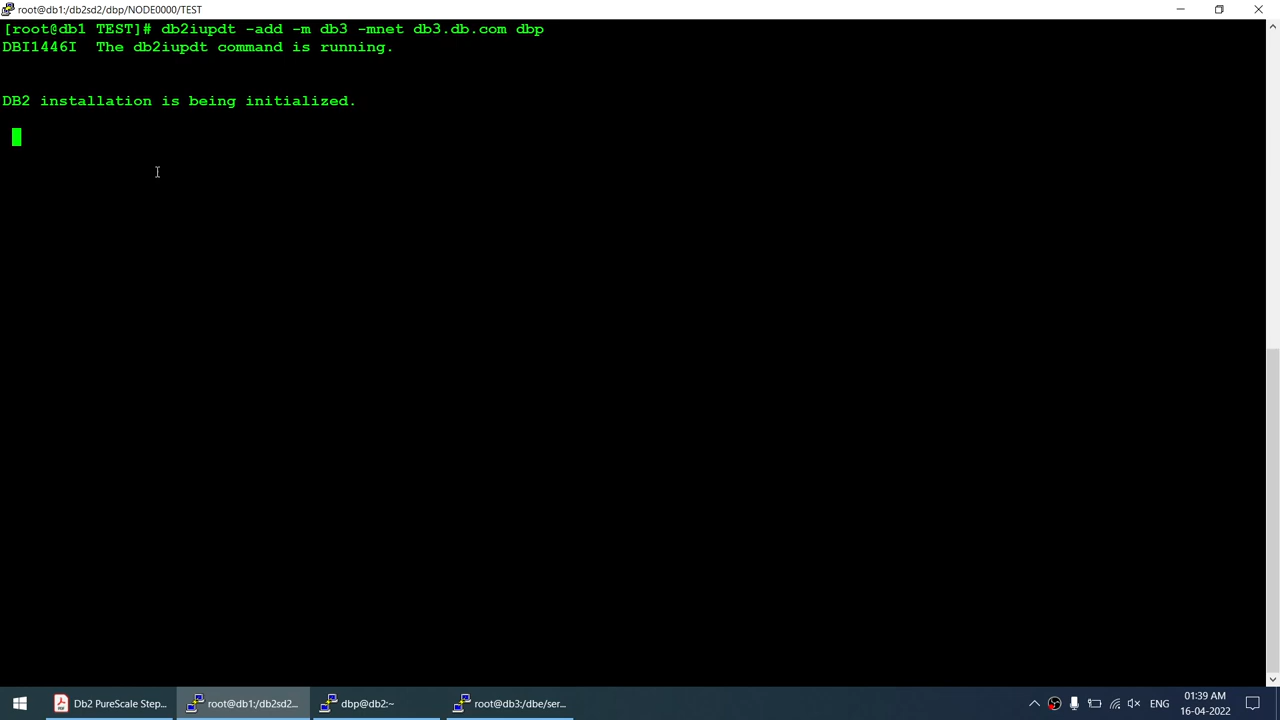 root@db1:/db2sd2/dbp/NODE0000/TEST
[root@db1 TEST]# db2iupdt -add -m db3 -mnet db3.db.com dbp
DBI1446I  The db2iupdt command is running.
DB2 installation is being initialized.
Db2 PureScale Step...
root@db1:/db2sd2...
dbp@db2:~
root@db3:/dbe/ser...
ENG
01:39 AM
16-04-2022